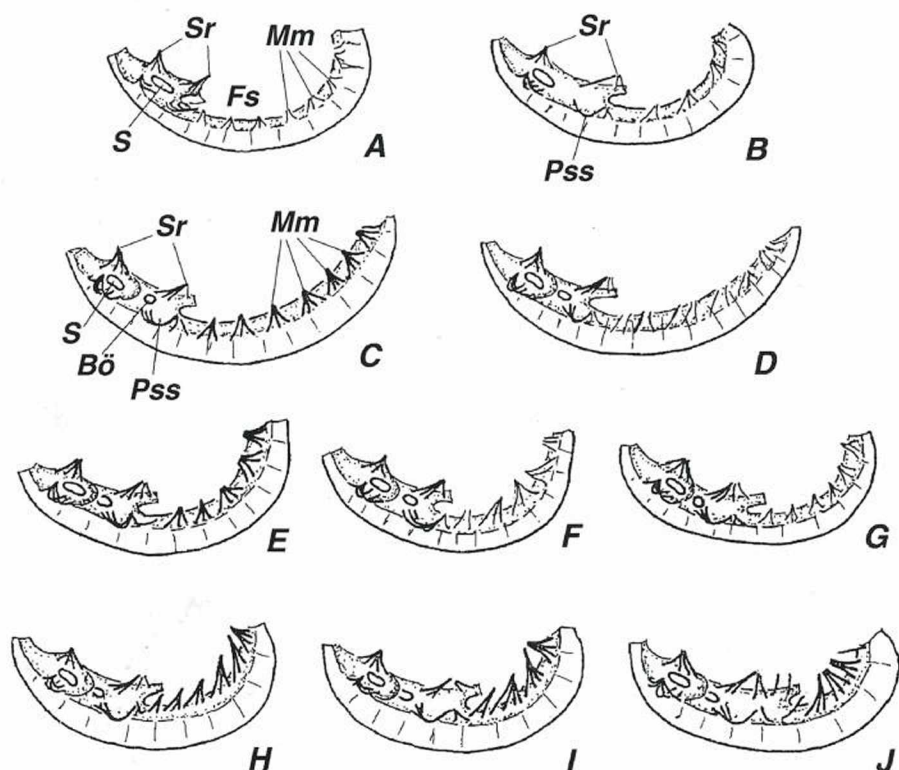 Sr Mm Sr
Fs
S A Pss B
Sr Mm
S
Bö C D
Pss
E F G
H I J